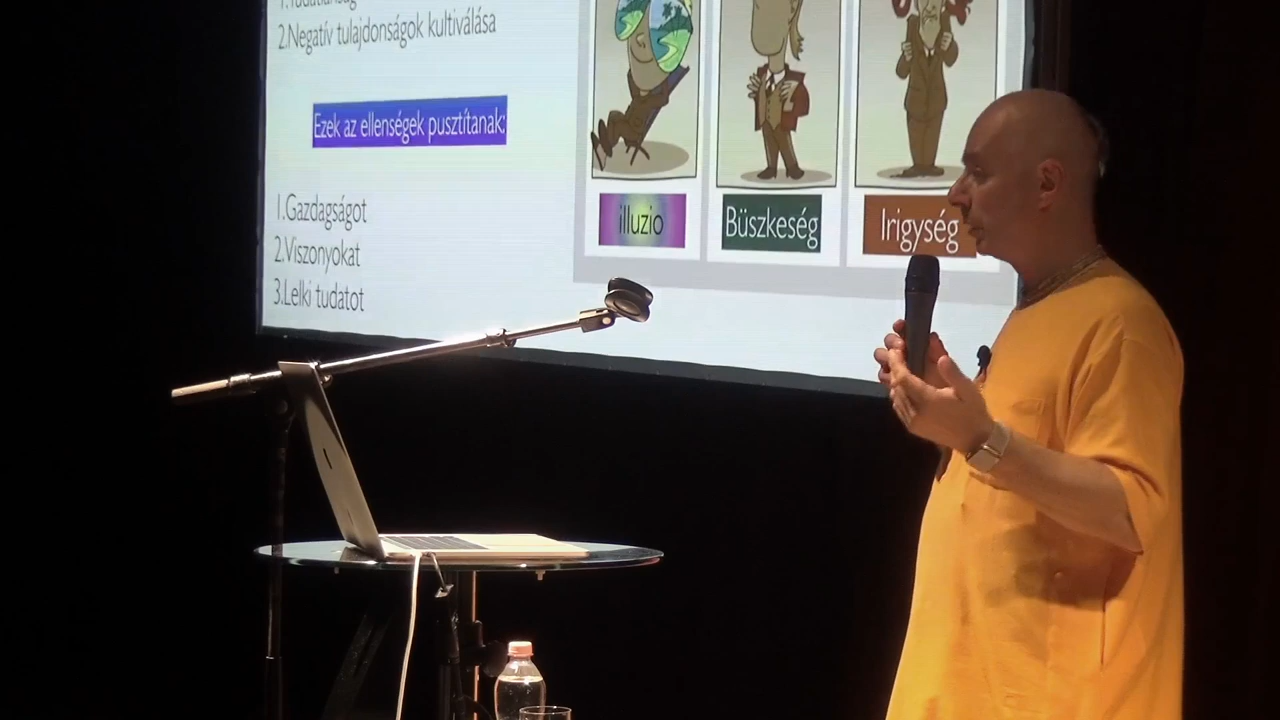 2.Negatív tulajdonságok kultiválása
Ezek az ellenségek pusztítanak:
1.Gazdagságot
2.Viszonyokat
3.Lelki tudatot
illuzio
Büszkeség
Irigység